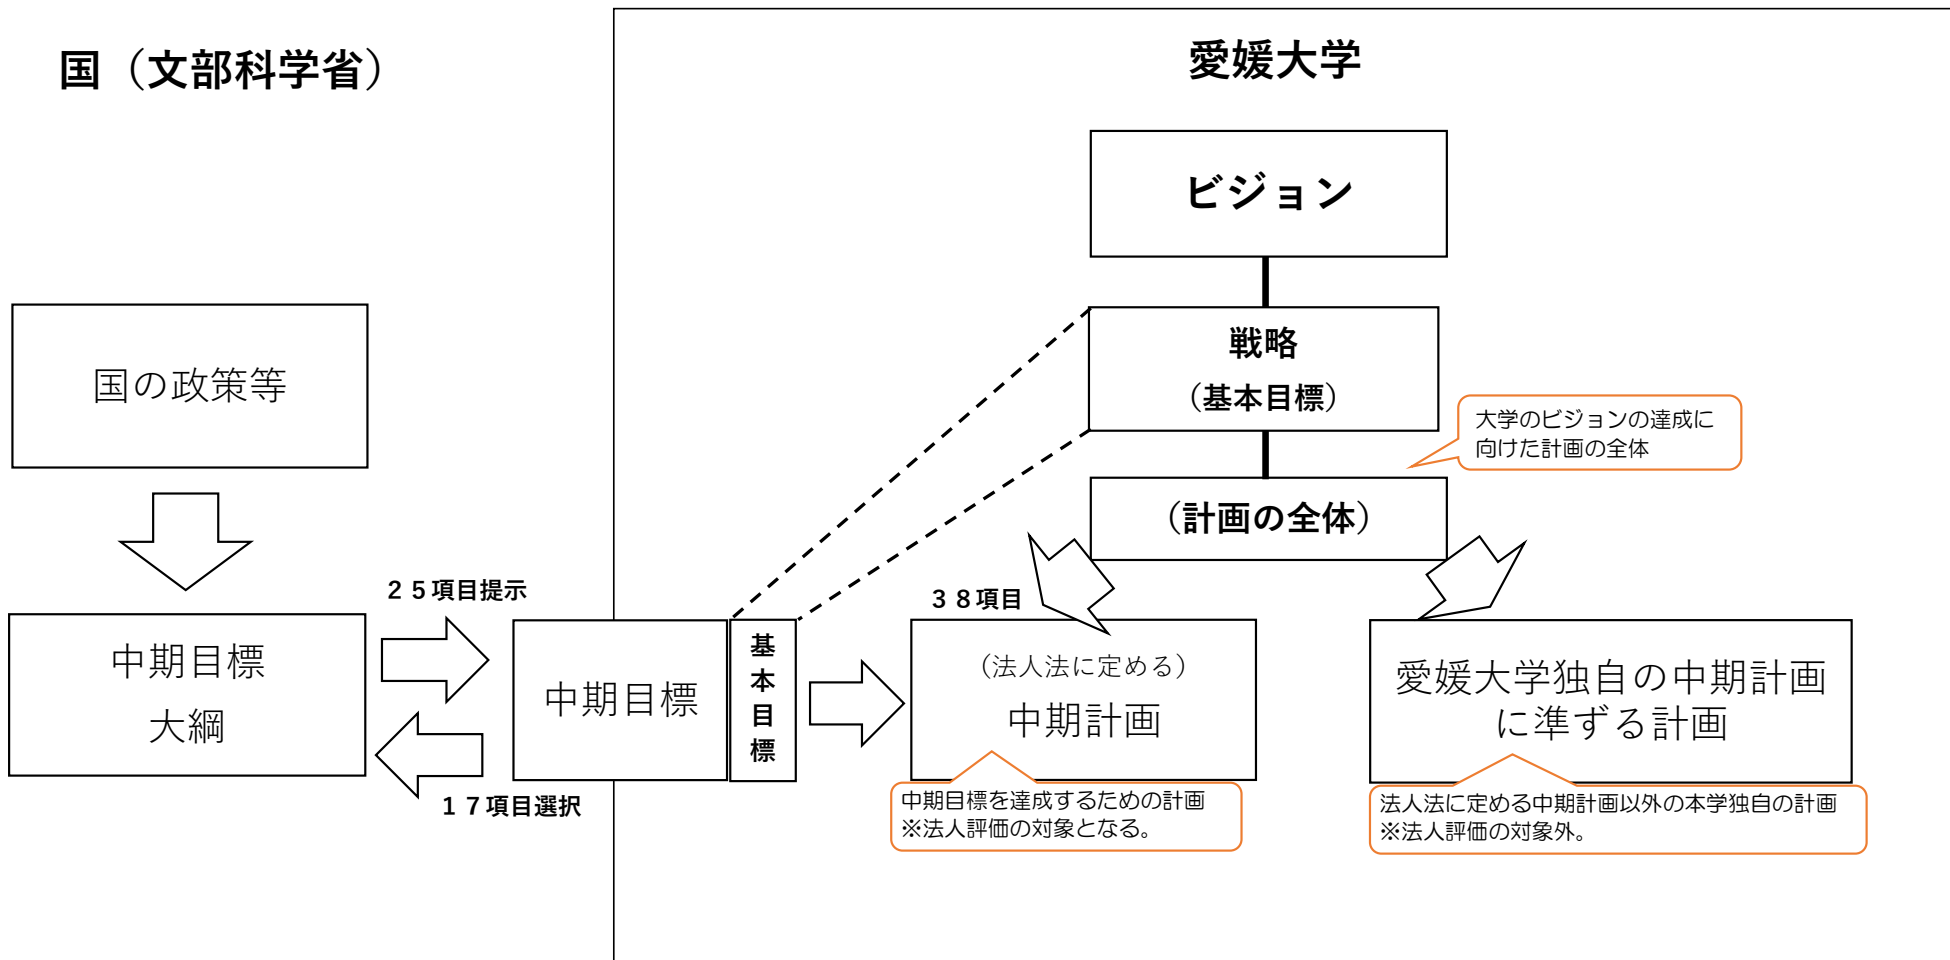 国（文部科学省）
愛媛大学
ビジョン
戦略
（基本目標）
大学のビジョンの達成に
向けた計画の全体
（計画の全体）
国の政策等
中期目標
大綱
２５項目提示
１７項目選択
中期目標
基本目標
３８項目
（法人法に定める）
中期計画
中期目標を達成するための計画
※法人評価の対象となる。
愛媛大学独自の中期計画
に準ずる計画
法人法に定める中期計画以外の本学独自の計画
※法人評価の対象外。